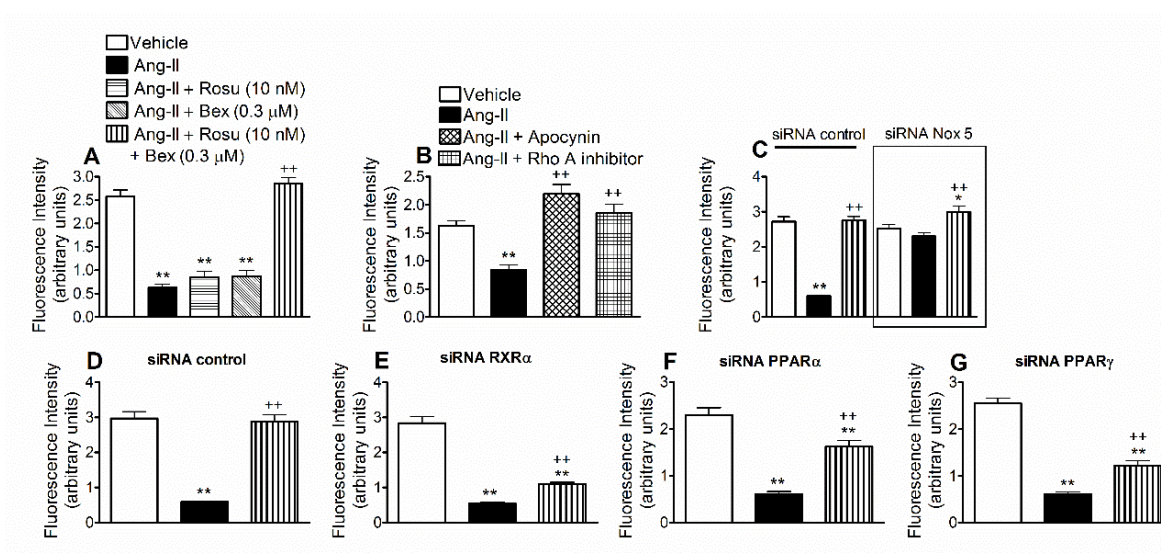 Vehicle
Ang-II
Ang-II + Rosu (10 nM)
Ang-II + Bex (0.3 μM)
Ang-II + Rosu (10 nM)
+ Bex (0.3 μM)
A
++
3.0
2.5
2.0
1.5
1.0
0.5
0.0
** ** **
Fluorescence Intensity
(arbitrary units)
Vehicle
Ang-II
Ang-II + Apocynin
Ang-II + Rho A inhibitor
B
++
++
2.5
2.0
1.5
1.0
0.5
0.0
**
Fluorescence Intensity
(arbitrary units)
siRNA control
siRNA Nox 5
C
++
++
*
4
3
2
1
0
**
Fluorescence Intensity
(arbitrary units)
D
siRNA control
++
4
3
2
1
0
**
Fluorescence Intensity
(arbitrary units)
E
siRNA RXRα
4
3
2
1
0
**
++
**
Fluorescence Intensity
(arbitrary units)
F
siRNA PPARα
3
2
1
0
**
++
**
Fluorescence Intensity
(arbitrary units)
G
siRNA PPARγ
3
2
1
0
**
++
**
Fluorescence Intensity
(arbitrary units)